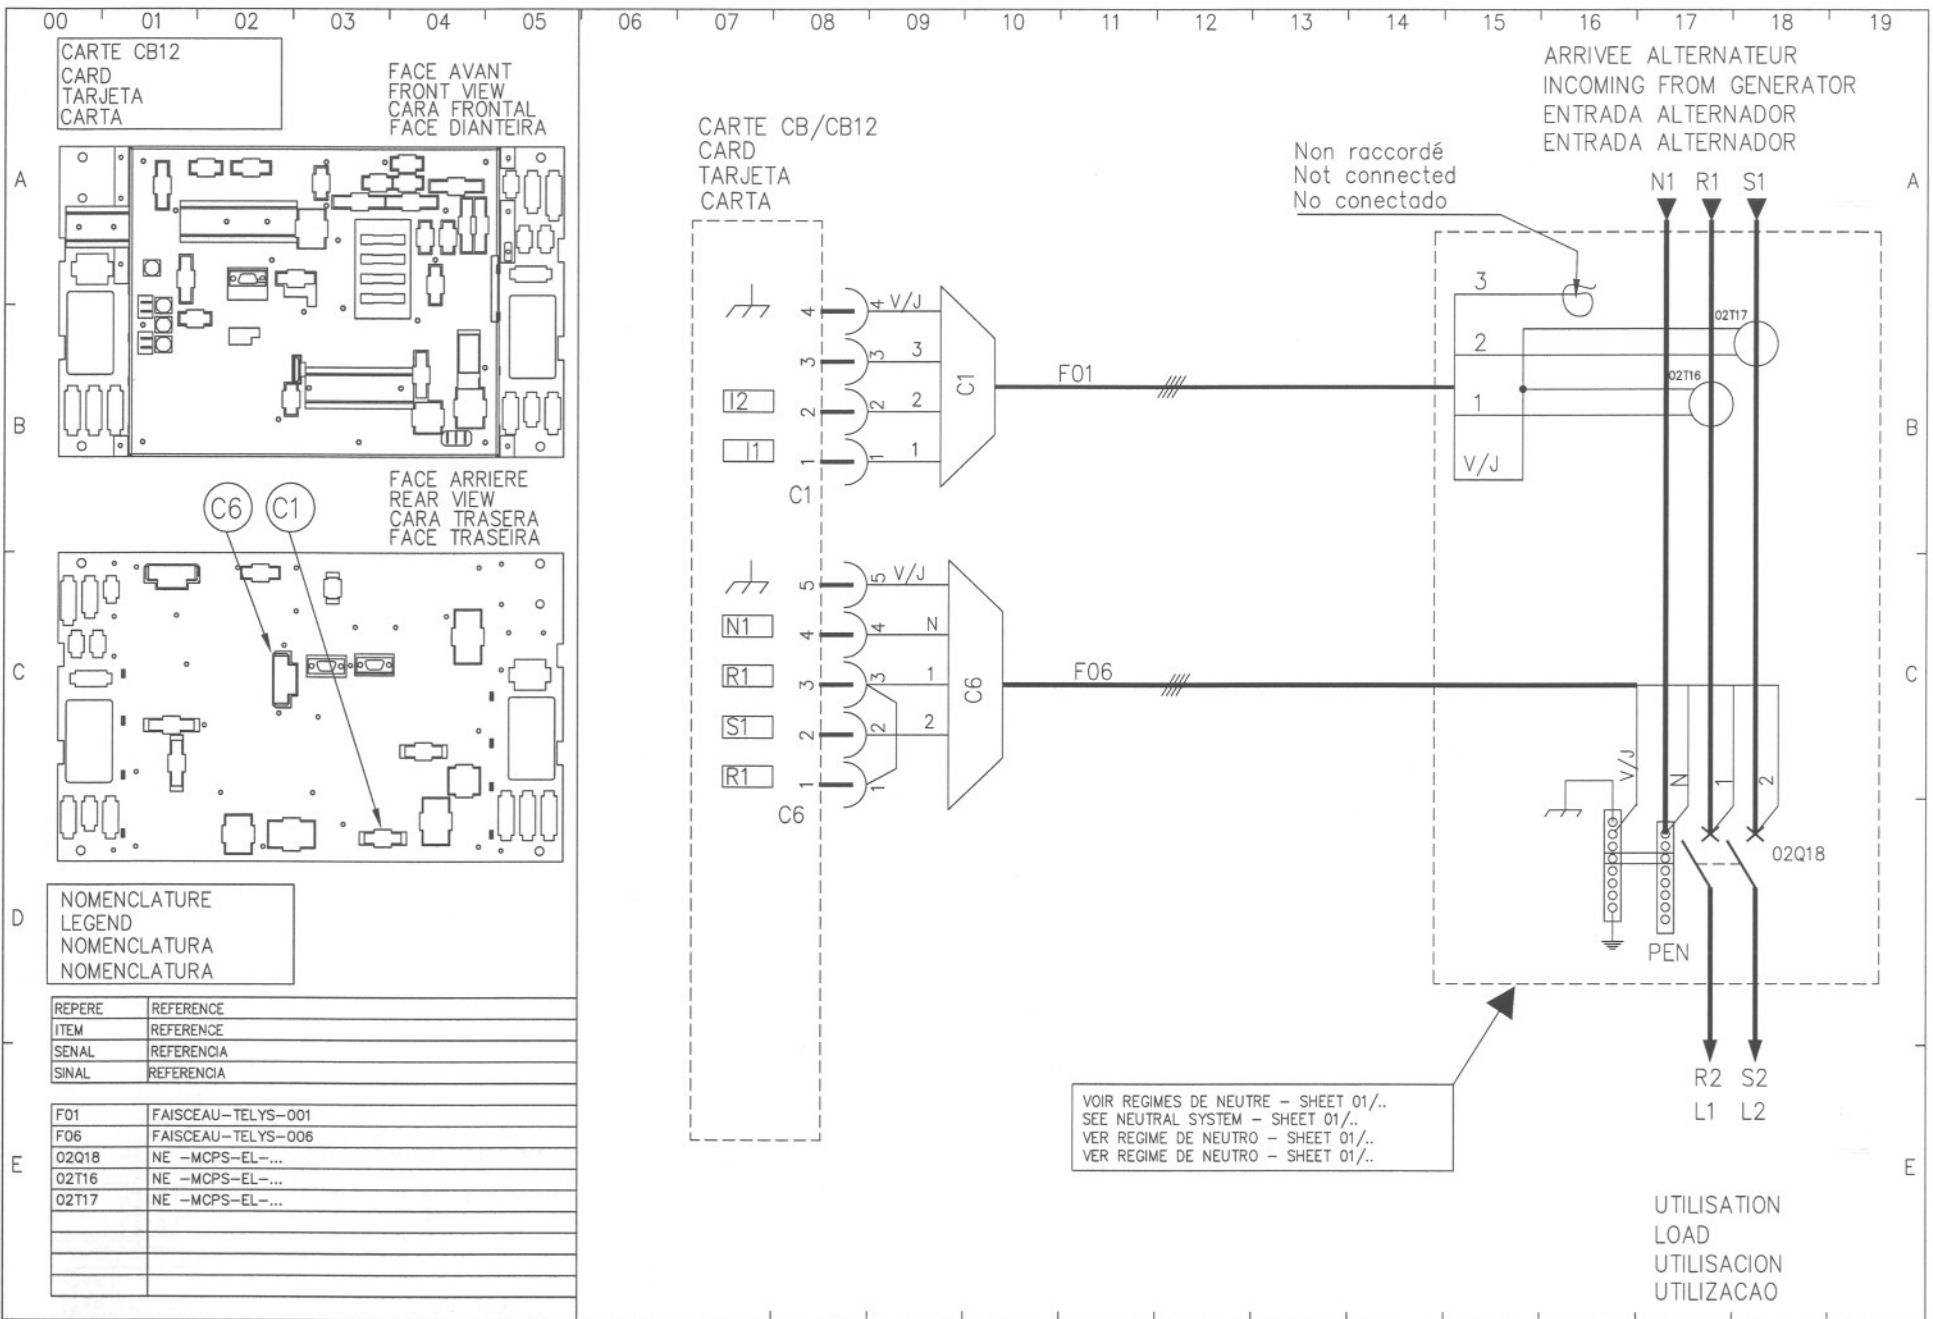 00 01 02 03 04 05 06 07 08 09 10 11 12 13 14 15 16 17 18 19
CARTE CB12
CARD
TARJETA
CARTA
FACE AVANT
FRONT VIEW
CARA FRONTAL
FACE DIANTEIRA
A
B
C
D
E
FACE ARRIERE
REAR VIEW
CARA TRASERA
FACE TRASEIRA
C6 C1
NOMENCLATURE
LEGEND
NOMENCLATURA
NOMENCLATURA
REPERE REFERENCE
ITEM REFERENCE
SENAL REFERENCIA
SINAL REFERENCIA
F01 FAISCEAU-TELYS-001
F06 FAISCEAU-TELYS-006
02Q18 NE -MCPS-EL-...
02T16 NE -MCPS-EL-...
02T17 NE -MCPS-EL-...
CARTE CB/CB12
CARD
TARJETA
CARTA
4 4 V/J
3 3 3
I2 2 2 2
I1 1 1 1
C1
C1
F01
5 5 V/J
N1 4 4 N
R1 3 3 1
S1 2 2 2
R1 1 1
C6
C6
F06
ARRIVEE ALTERNATEUR
INCOMING FROM GENERATOR
ENTRADA ALTERNADOR
ENTRADA ALTERNADOR
Non raccordé
Not connected
No conectado
N1 R1 S1
3
02T17
2
02T16
1
V/J
V/J N 1 2
02Q18
PEN
R2 S2
L1 L2
VOIR REGIMES DE NEUTRE - SHEET 01/..
SEE NEUTRAL SYSTEM - SHEET 01/..
VER REGIME DE NEUTRO - SHEET 01/..
VER REGIME DE NEUTRO - SHEET 01/..
UTILISATION
LOAD
UTILISACION
UTILIZACAO
A
B
C
E